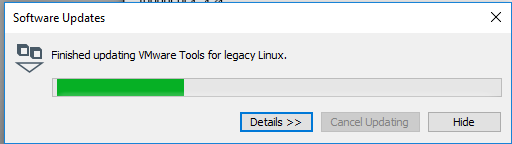 Software Updates
Finished updating VMware Tools for legacy Linux.
Details >>
Cancel Updating
Hide